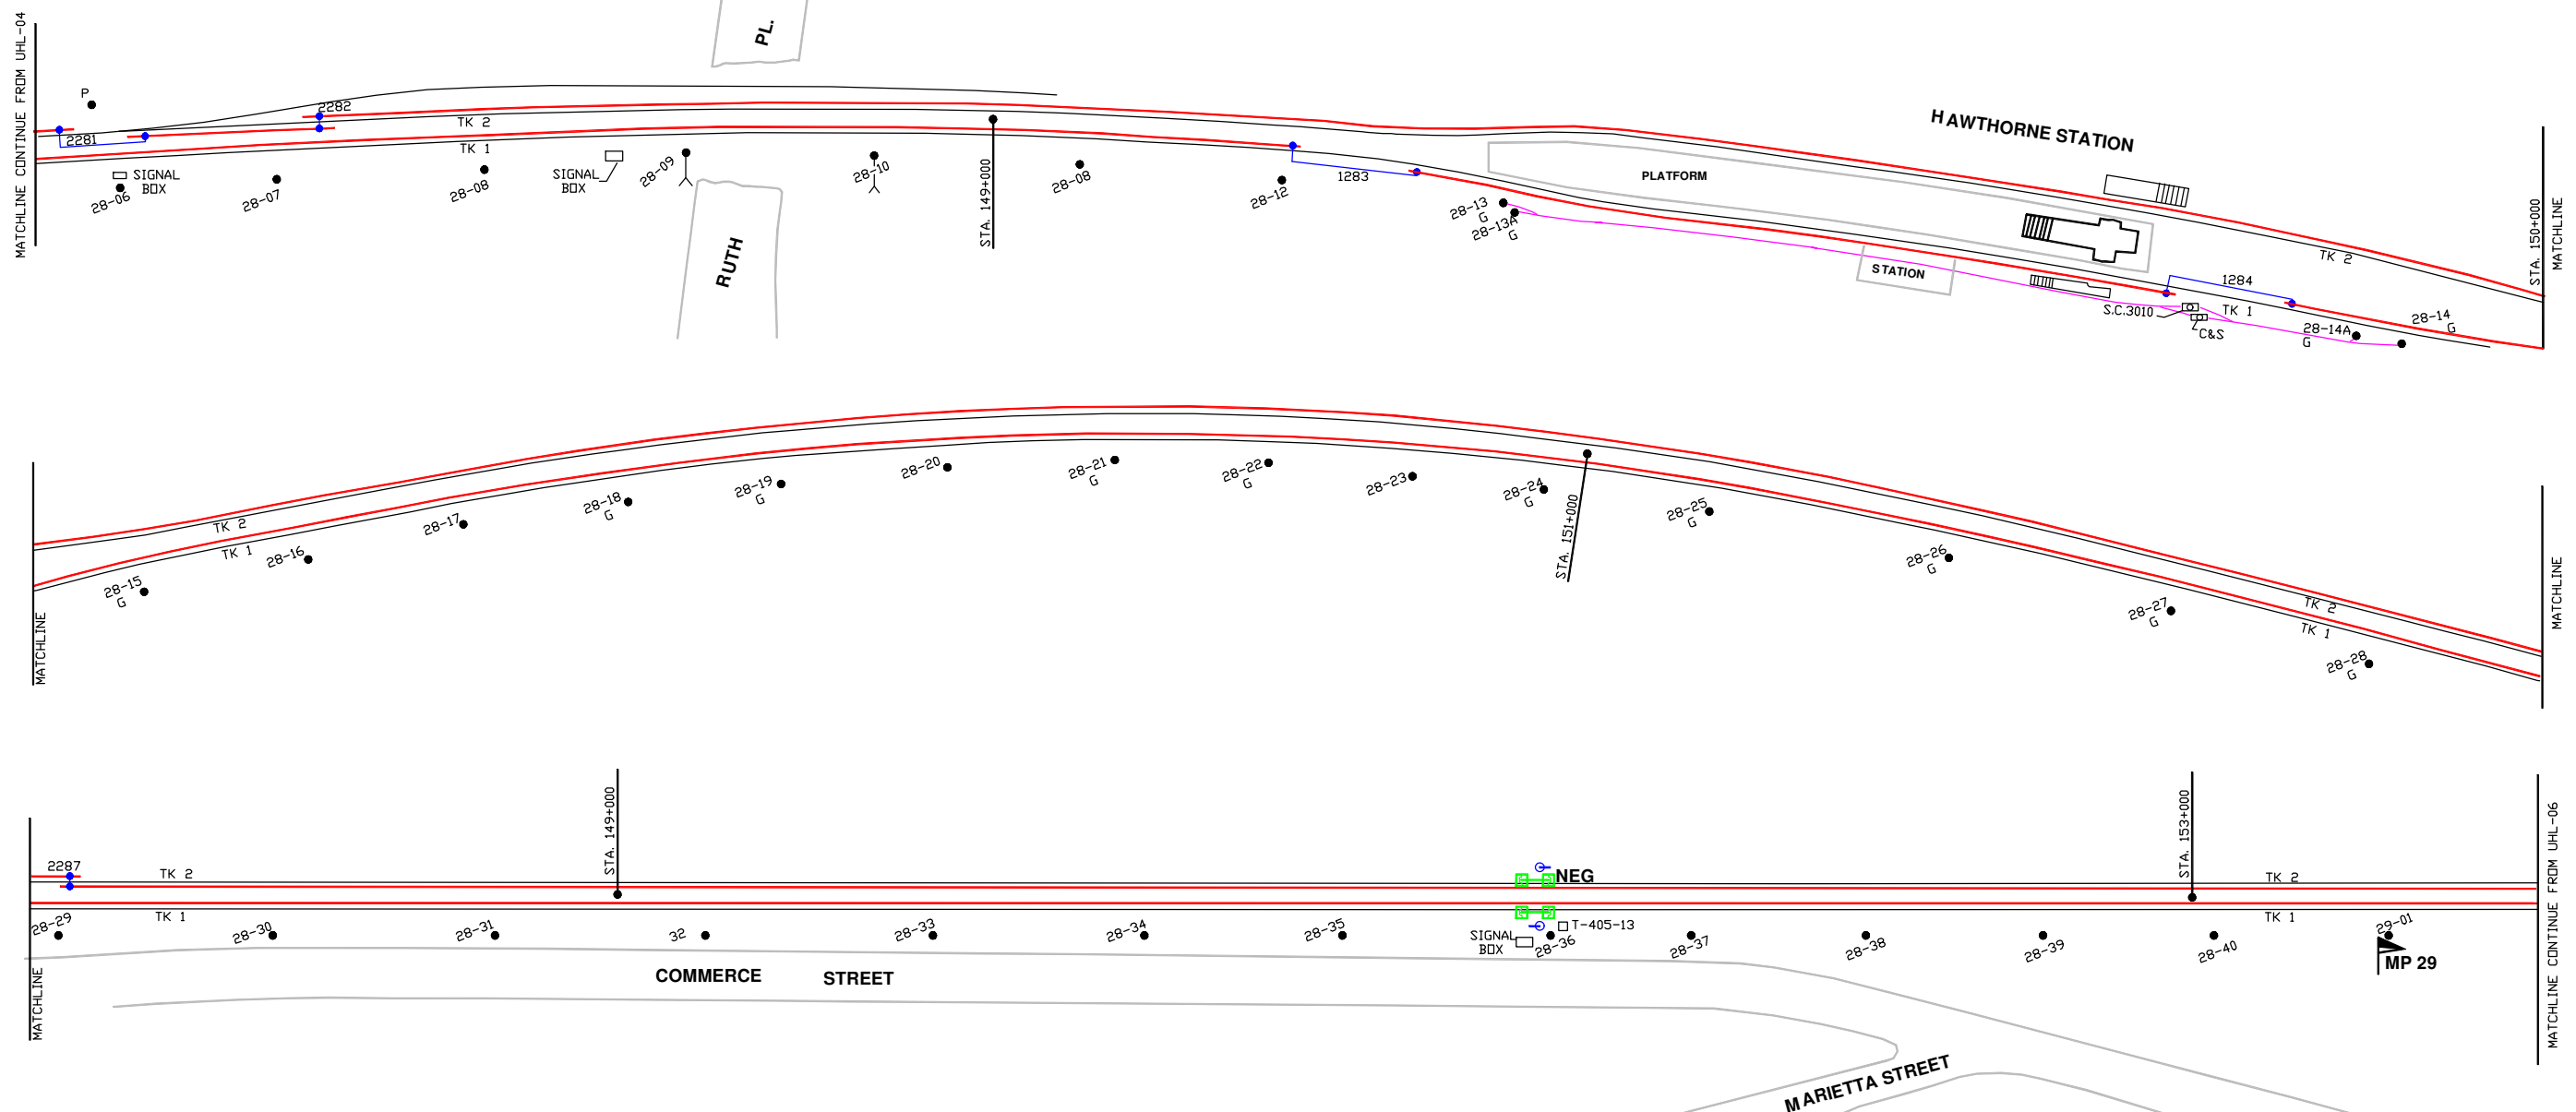 MATCHLINE CONTINUE FROM UHL-04
P
2281
SIGNAL
BOX
28-06
28-07
2282
TK 2
TK 1
28-08
SIGNAL
BOX
28-09
PL.
RUTH
28-10
STA. 149+000
28-08
28-12
1283
28-13
G
28-13A
G
PLATFORM
STATION
HAWTHORNE STATION
S.C.3010
C&S
1284
TK 1
TK 2
28-14A
G
28-14
G
STA. 150+000
MATCHLINE
MATCHLINE
TK 2
TK 1
28-15
G
28-16
28-17
28-18
G
28-19
G
28-20
28-21
G
28-22
G
28-23
28-24
G
STA. 151+000
28-25
G
28-26
G
28-27
G
TK 2
TK 1
28-28
G
MATCHLINE
MATCHLINE
2287
TK 2
TK 1
28-29
28-30
28-31
STA. 149+000
32
28-33
28-34
28-35
NEG
T-405-13
SIGNAL
BOX
28-36
28-37
28-38
28-39
STA. 153+000
28-40
TK 2
TK 1
29-01
MP 29
COMMERCE STREET
MARIETTA STREET
MATCHLINE CONTINUE FROM UHL-06